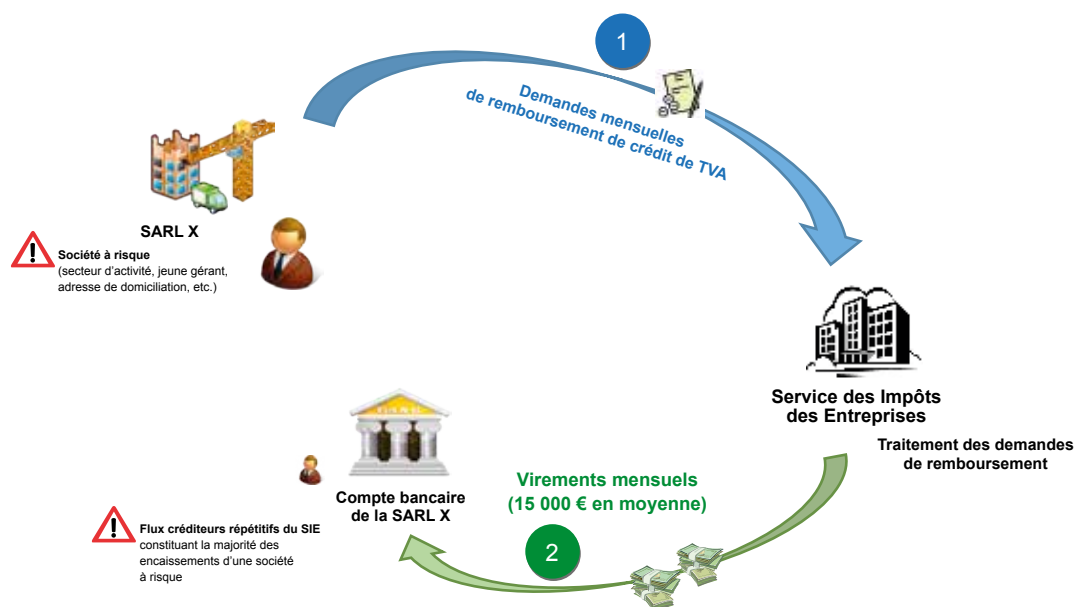 1
Demandes mensuelles
de remboursement de crédit de TVA
SARL X
Société à risque
(secteur d'activité, jeune gérant,
adresse de domiciliation, etc.)
Service des Impôts
des Entreprises
Traitement des demandes
de remboursement
Virements mensuels
(15 000 € en moyenne)
2
Compte bancaire
de la SARL X
Flux créditeurs répétitifs du SIE
constituant la majorité des
encaissements d'une société
à risque